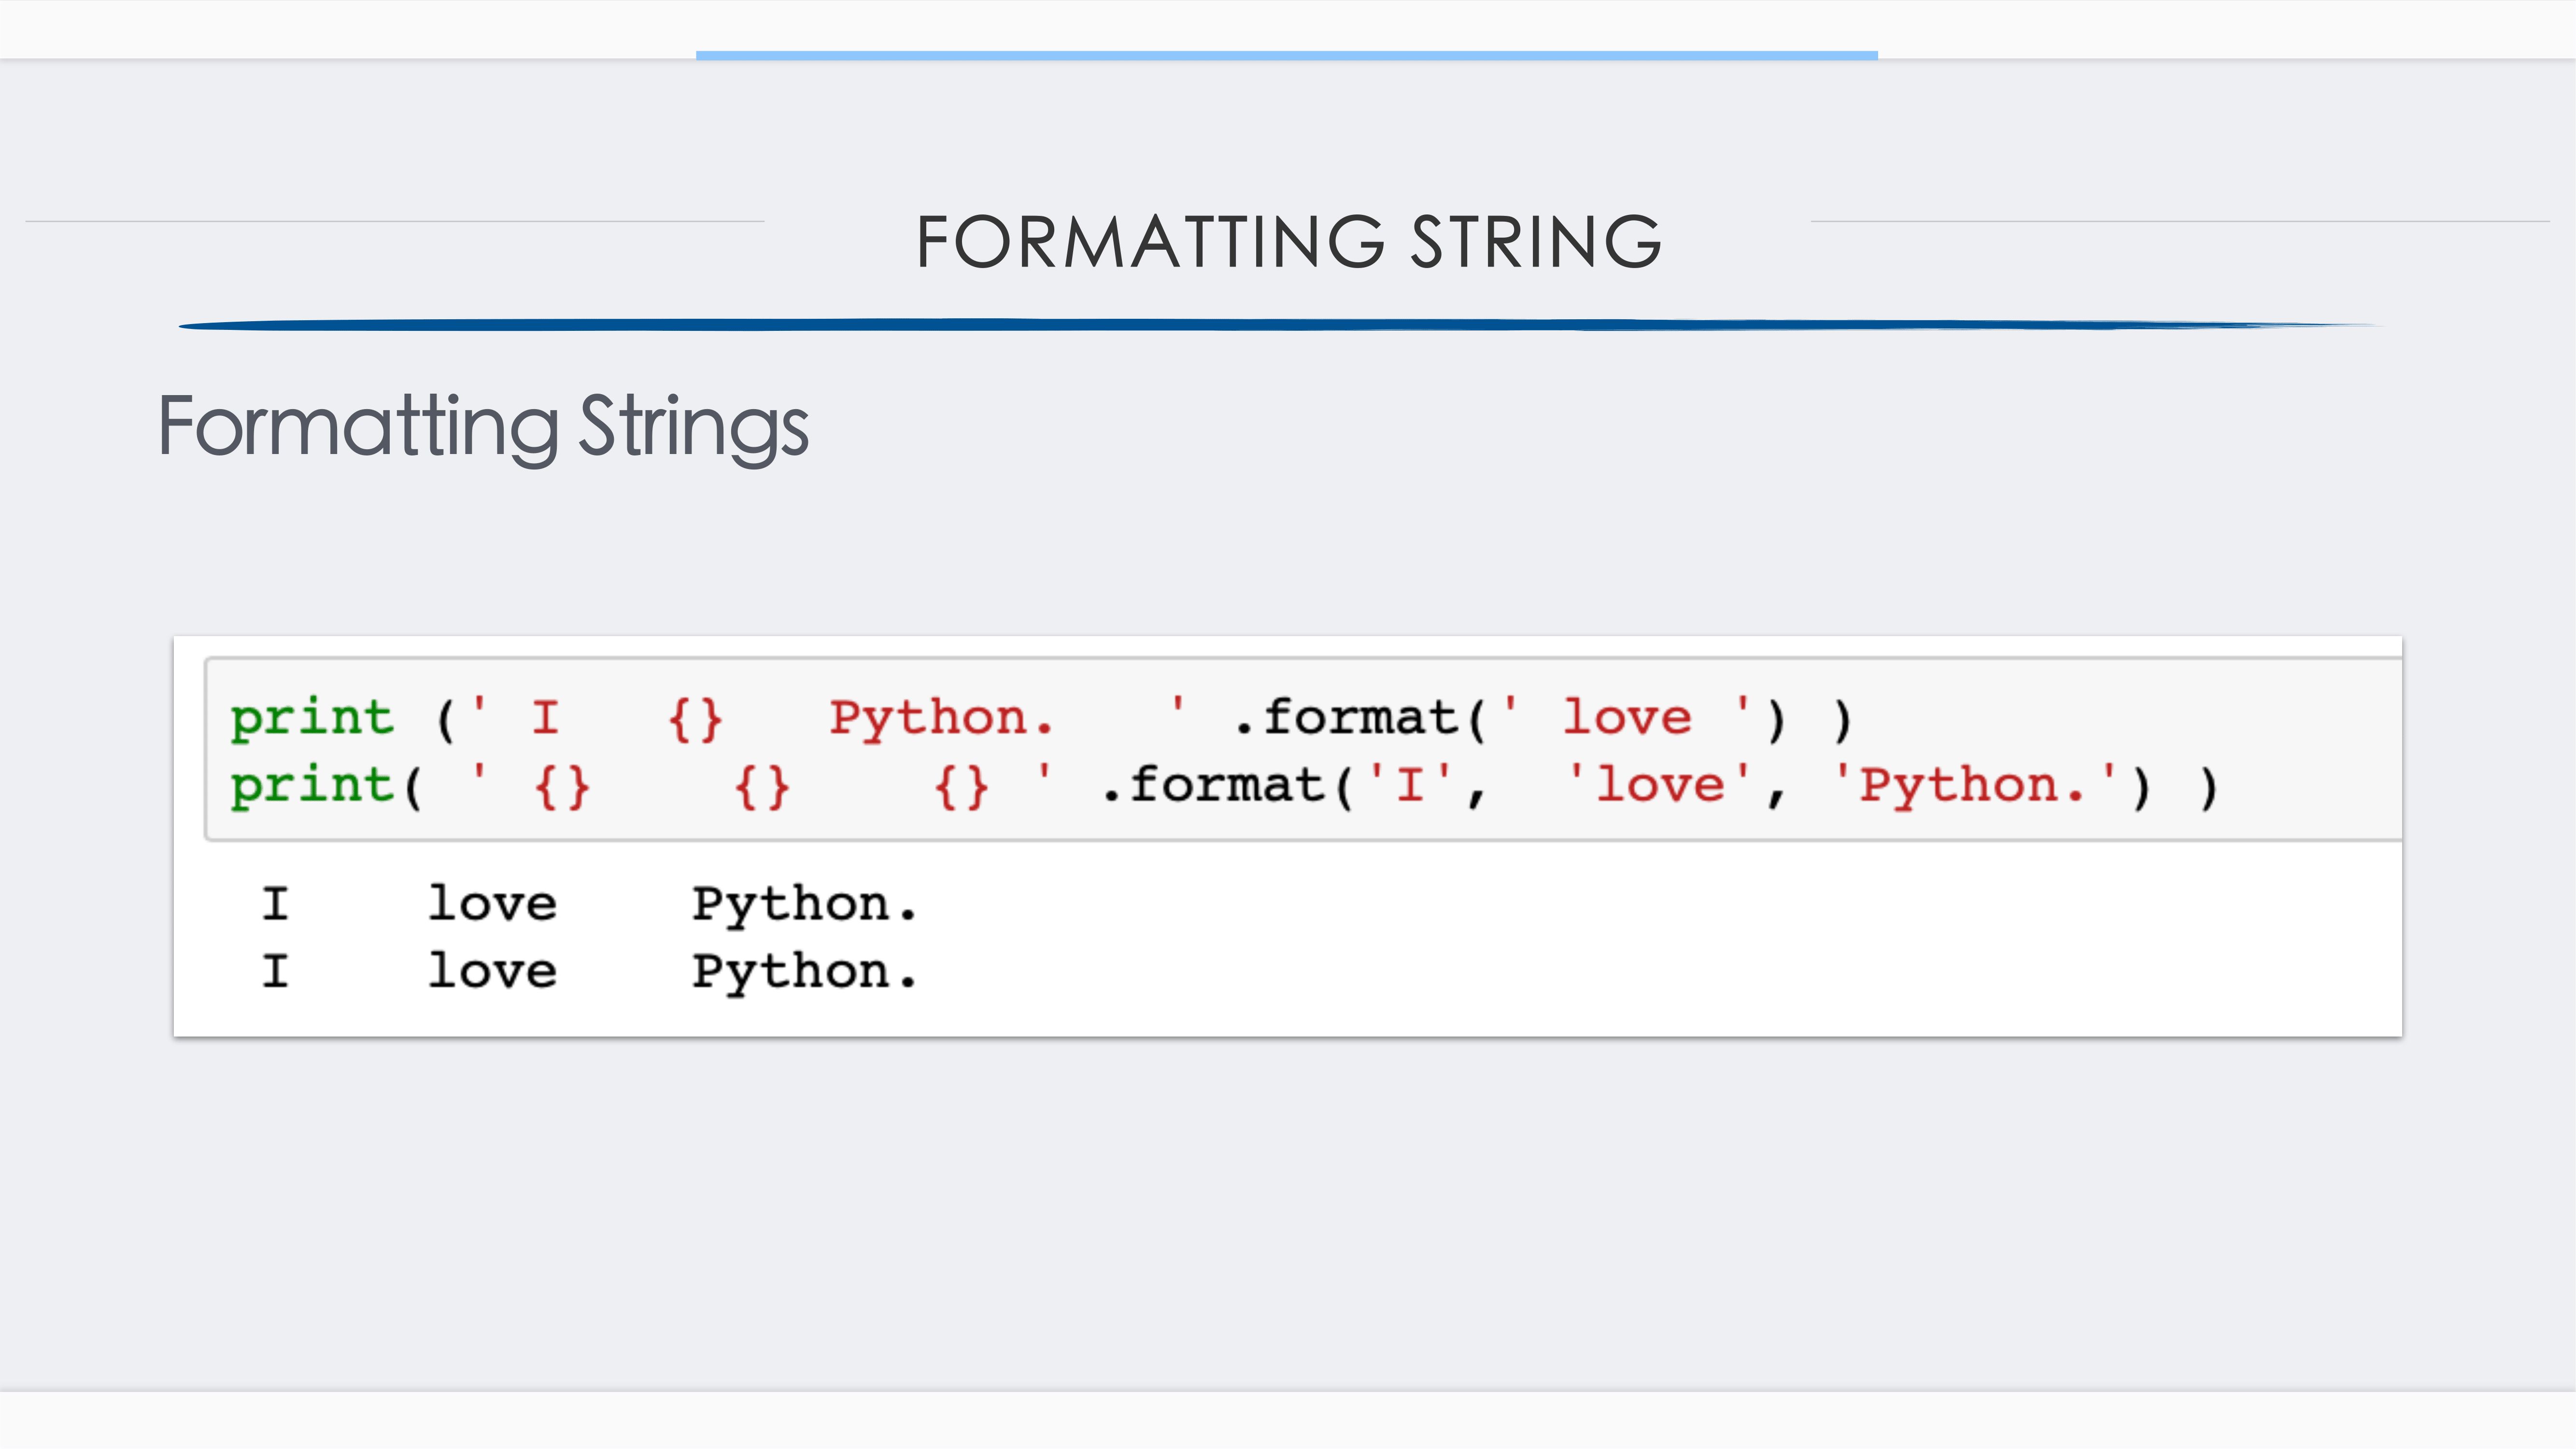 FORMATTING STRING
Formatting Strings
print (' I   {}   Python.   ' .format(' love ') )
print( ' {}    {}    {} ' .format('I',  'love', 'Python.') )
 I    love    Python.
 I    love    Python.